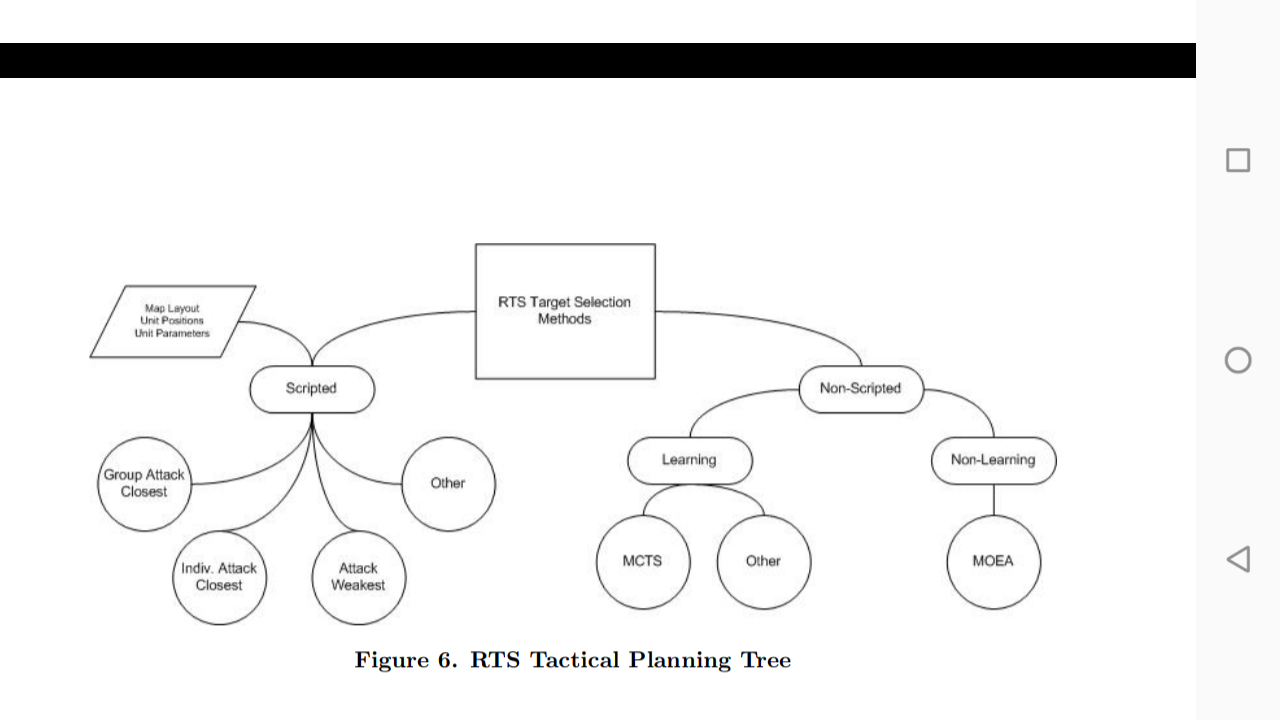 RTS Target Selection
Methods
Map Layout
Unit Positions
Unit Parameters
Scripted
Non-Scripted
Group Attack
Closest
Indiv. Attack
Closest
Attack
Weakest
Other
Learning
Non-Learning
MCTS
Other
MOEA
Figure 6. RTS Tactical Planning Tree